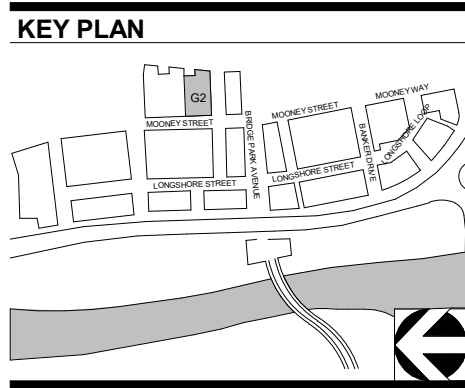 KEY PLAN
G2
MOONEY STREET
BRIDGE PARK AVENUE
MOONEY STREET
MOONEY WAY
BANKER DRIVE
LONGSHORE LOOP
LONGSHORE STREET
LONGSHORE STREET